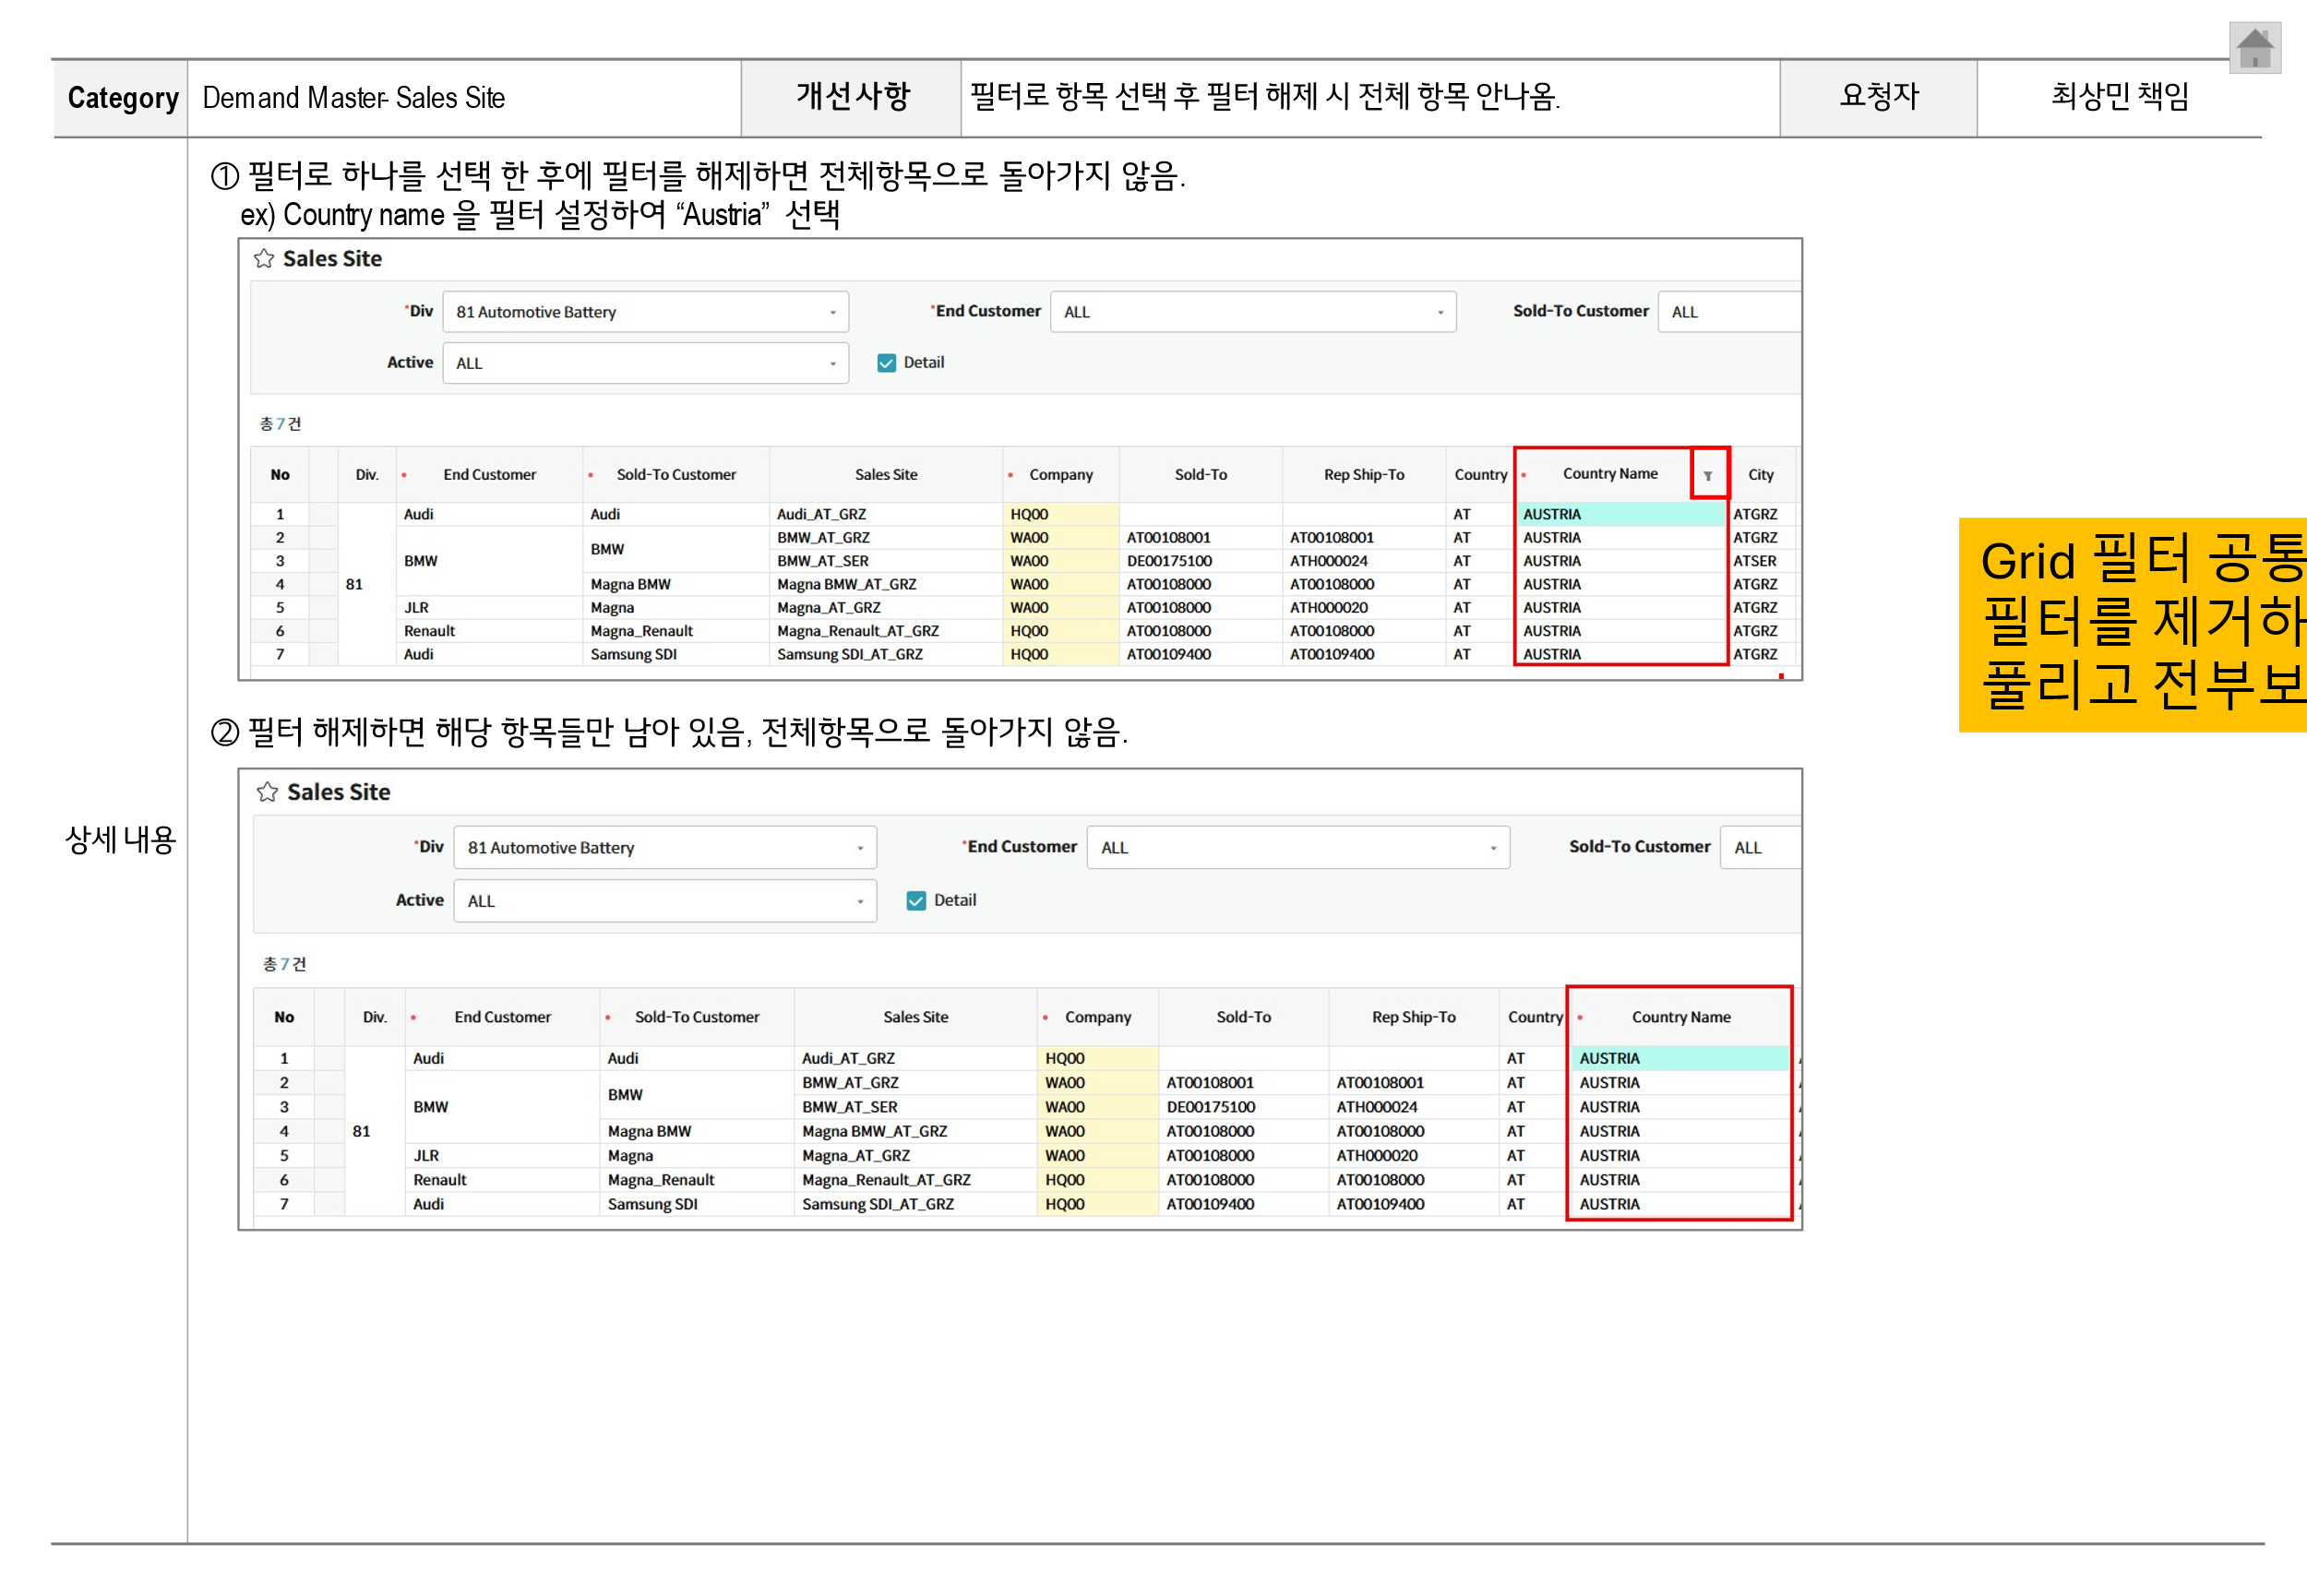 Category Demand Master- Sales Site 개선사항 필터로 항목 선택 후 필터 해제 시 전체 항목 안나옴. 요청자 최상민 책임
① 필터로 하나를 선택 한 후에 필터를 해제하면 전체항목으로 돌아가지 않음.
ex) Country name 을 필터 설정하여 “Austria” 선택
Sales Site
*Div 81 Automotive Battery *End Customer ALL Sold-To Customer ALL
Active ALL Detail
총 7 건
No Div. End Customer Sold-To Customer Sales Site Company Sold-To Rep Ship-To Country Country Name City
1 Audi Audi Audi_AT_GRZ HQ00 AT AUSTRIA ATGRZ
2 BMW_AT_GRZ WA00 AT00108001 AT00108001 AT AUSTRIA ATGRZ
BMW
3 BMW BMW_AT_SER WA00 DE00175100 ATH000024 AT AUSTRIA ATSER
4 81 Magna BMW Magna BMW_AT_GRZ WA00 AT00108000 AT00108000 AT AUSTRIA ATGRZ
5 JLR Magna Magna_AT_GRZ WA00 AT00108000 ATH000020 AT AUSTRIA ATGRZ
6 Renault Magna_Renault Magna_Renault_AT_GRZ HQ00 AT00108000 AT00108000 AT AUSTRIA ATGRZ
7 Audi Samsung SDI Samsung SDI_AT_GRZ HQ00 AT00109400 AT00109400 AT AUSTRIA ATGRZ
Grid 필터 공통
필터를 제거하
풀리고 전부보
② 필터 해제하면 해당 항목들만 남아 있음, 전체항목으로 돌아가지 않음.
상세 내용
Sales Site
*Div 81 Automotive Battery *End Customer ALL Sold-To Customer ALL
Active ALL Detail
총 7 건
No Div. End Customer Sold-To Customer Sales Site Company Sold-To Rep Ship-To Country Country Name
1 Audi Audi Audi_AT_GRZ HQ00 AT AUSTRIA
2 BMW_AT_GRZ WA00 AT00108001 AT00108001 AT AUSTRIA
BMW
3 BMW BMW_AT_SER WA00 DE00175100 ATH000024 AT AUSTRIA
4 81 Magna BMW Magna BMW_AT_GRZ WA00 AT00108000 AT00108000 AT AUSTRIA
5 JLR Magna Magna_AT_GRZ WA00 AT00108000 ATH000020 AT AUSTRIA
6 Renault Magna_Renault Magna_Renault_AT_GRZ HQ00 AT00108000 AT00108000 AT AUSTRIA
7 Audi Samsung SDI Samsung SDI_AT_GRZ HQ00 AT00109400 AT00109400 AT AUSTRIA